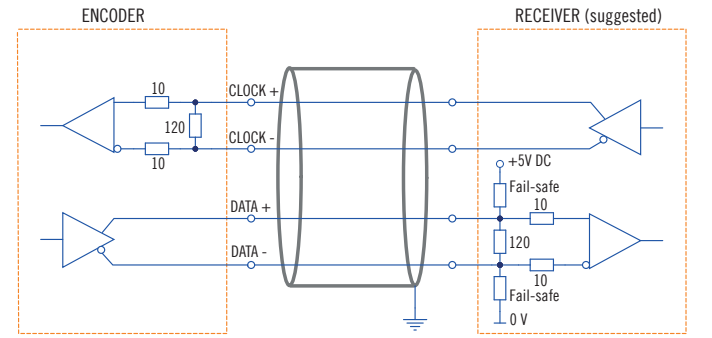 ENCODER
RECEIVER (suggested)
10
CLOCK +
120
CLOCK -
10
+5V DC
Fail-safe
10
DATA +
120
DATA -
10
Fail-safe
0 V